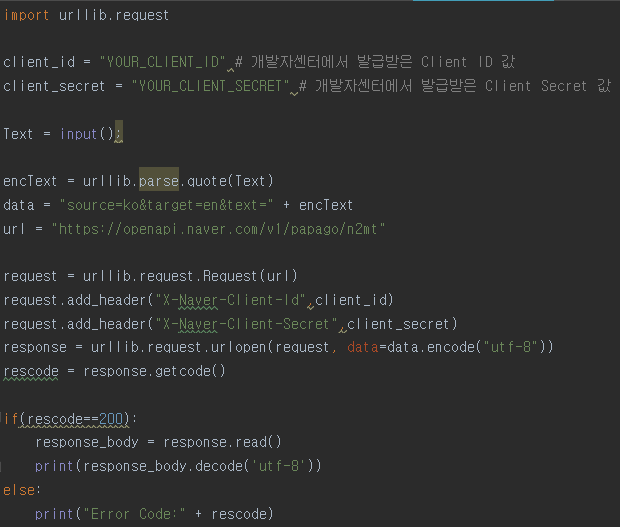 import urllib.request
client_id = "YOUR_CLIENT_ID" # 개발자센터에서 발급받은 Client ID 값
client_secret = "YOUR_CLIENT_SECRET" # 개발자센터에서 발급받은 Client Secret 값
Text = input();
encText = urllib.parse.quote(Text)
data = "source=ko&target=en&text=" + encText
url = "https://openapi.naver.com/v1/papago/n2mt"
request = urllib.request.Request(url)
request.add_header("X-Naver-Client-Id",client_id)
request.add_header("X-Naver-Client-Secret",client_secret)
response = urllib.request.urlopen(request, data=data.encode("utf-8"))
rescode = response.getcode()
if(rescode==200):
    response_body = response.read()
    print(response_body.decode('utf-8'))
else:
    print("Error Code:" + rescode)